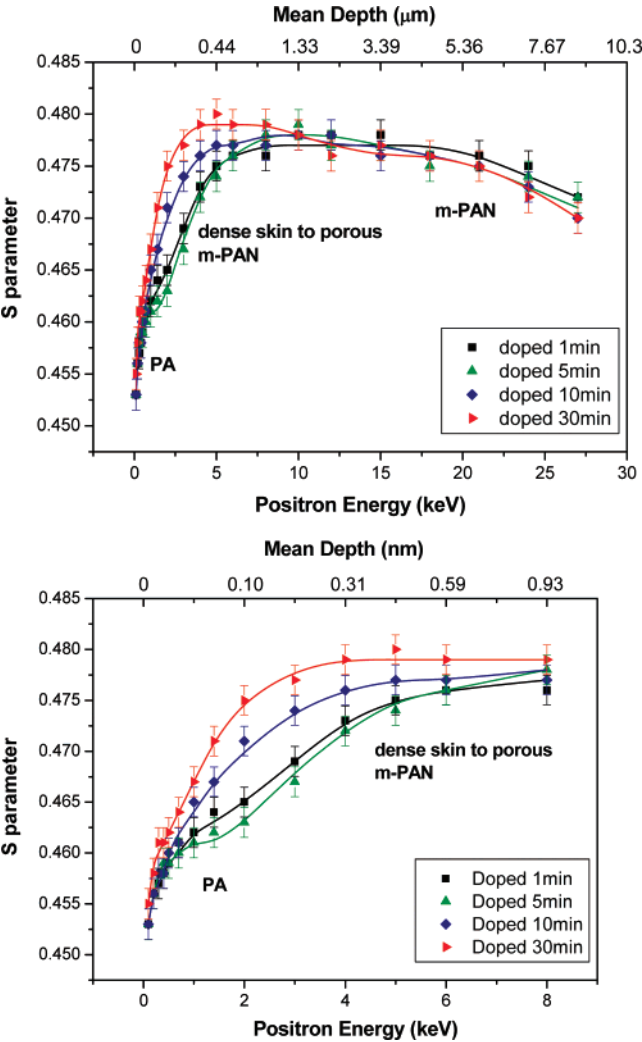 Mean Depth (μm)
0 0.44 1.33 3.39 5.36 7.67 10.3
0.485
0.480
0.475
0.470
0.465
0.460
0.455
0.450
S parameter
dense skin to porous
m-PAN
m-PAN
PA
doped 1min
doped 5min
doped 10min
doped 30min
0 5 10 15 20 25 30
Positron Energy (keV)
Mean Depth (nm)
0 0.10 0.31 0.59 0.93
0.485
0.480
0.475
0.470
0.465
0.460
0.455
0.450
S parameter
dense skin to porous
m-PAN
PA
Doped 1min
Doped 5min
Doped 10min
Doped 30min
0 2 4 6 8
Positron Energy (keV)